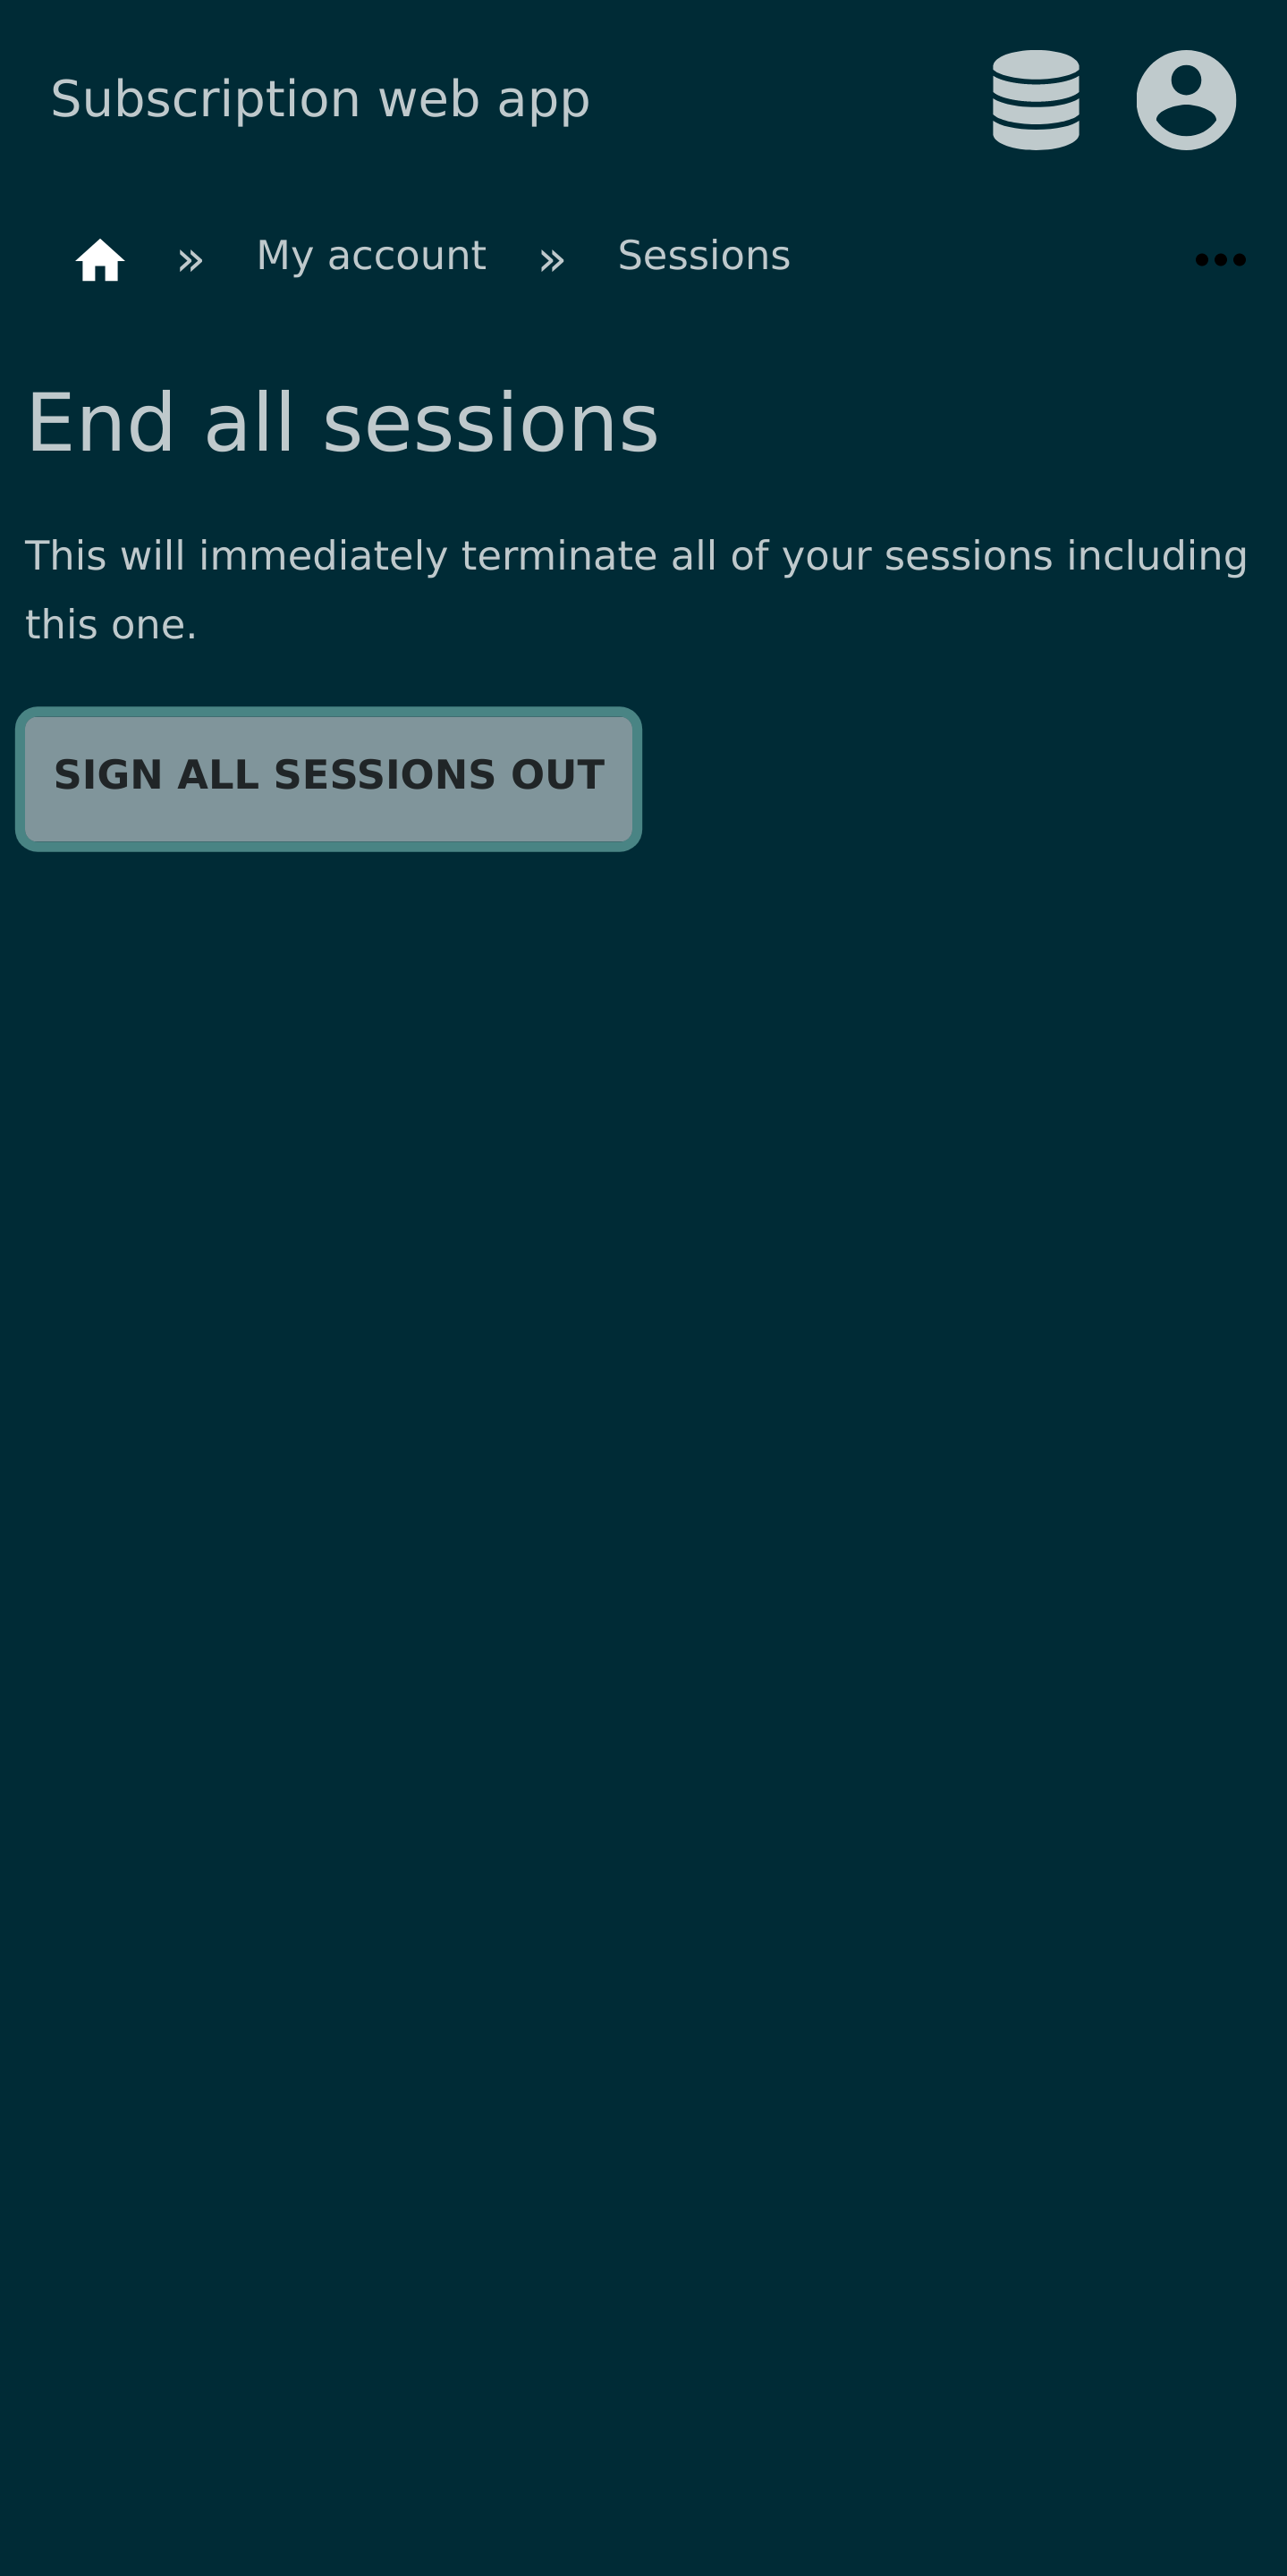 Subscription web app
» My account » Sessions
End all sessions
This will immediately terminate all of your sessions including
this one.
SIGN ALL SESSIONS OUT